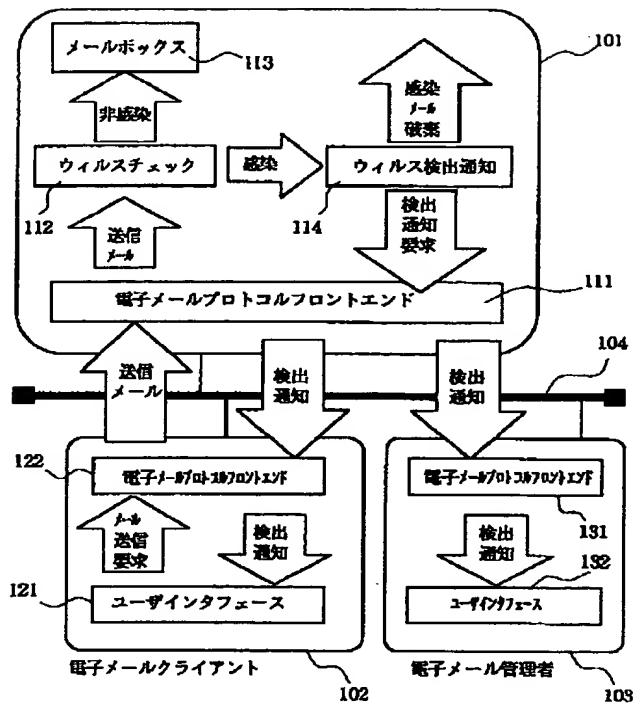 メールボックス
113
101
非感染
感染
メール
破棄
ウィルスチェック
感染
ウィルス検出通知
112
114
送信
メール
検出
通知
要求
111
電子メールプロトコルフロントエンド
送信
メール
検出
通知
検出
通知
104
122
電子メールプロトコルフロントエンド
電子メールプロトコルフロントエンド
131
メール
送信
要求
検出
通知
検出
通知
132
121
ユーザインタフェース
ユーザインタフェース
電子メールクライアント
102
電子メール管理者
103